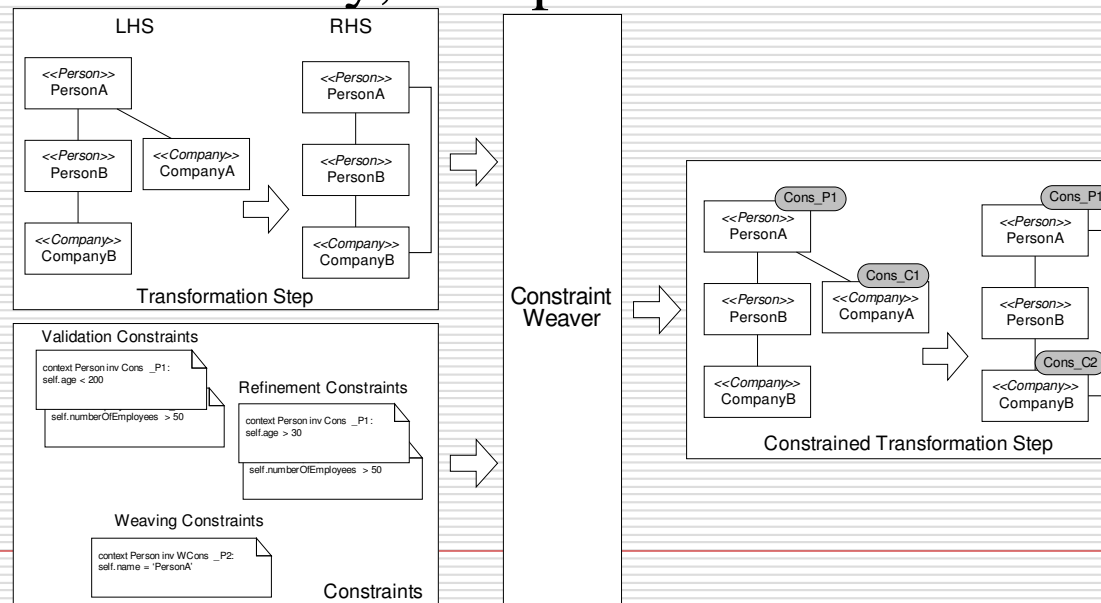 LHS
RHS
<<Person>>
PersonA
<<Person>>
PersonB
<<Company>>
CompanyA
<<Company>>
CompanyB
<<Person>>
PersonA
<<Person>>
PersonB
<<Company>>
CompanyB
Transformation Step
Validation Constraints
context Person inv Cons _P1:
self.age < 200
self.numberOfEmployees > 50
Refinement Constraints
context Person inv Cons _P1:
self.age > 30
self.numberOfEmployees > 50
Weaving Constraints
context Person inv WCons _P2:
self.name = ‘PersonA’
Constraints
Constraint
Weaver
Cons_P1
<<Person>>
PersonA
Cons_C1
<<Person>>
PersonB
<<Company>>
CompanyA
<<Company>>
CompanyB
Cons_P1
<<Person>>
PersonA
<<Person>>
PersonB
Cons_C2
<<Company>>
CompanyB
Constrained Transformation Step